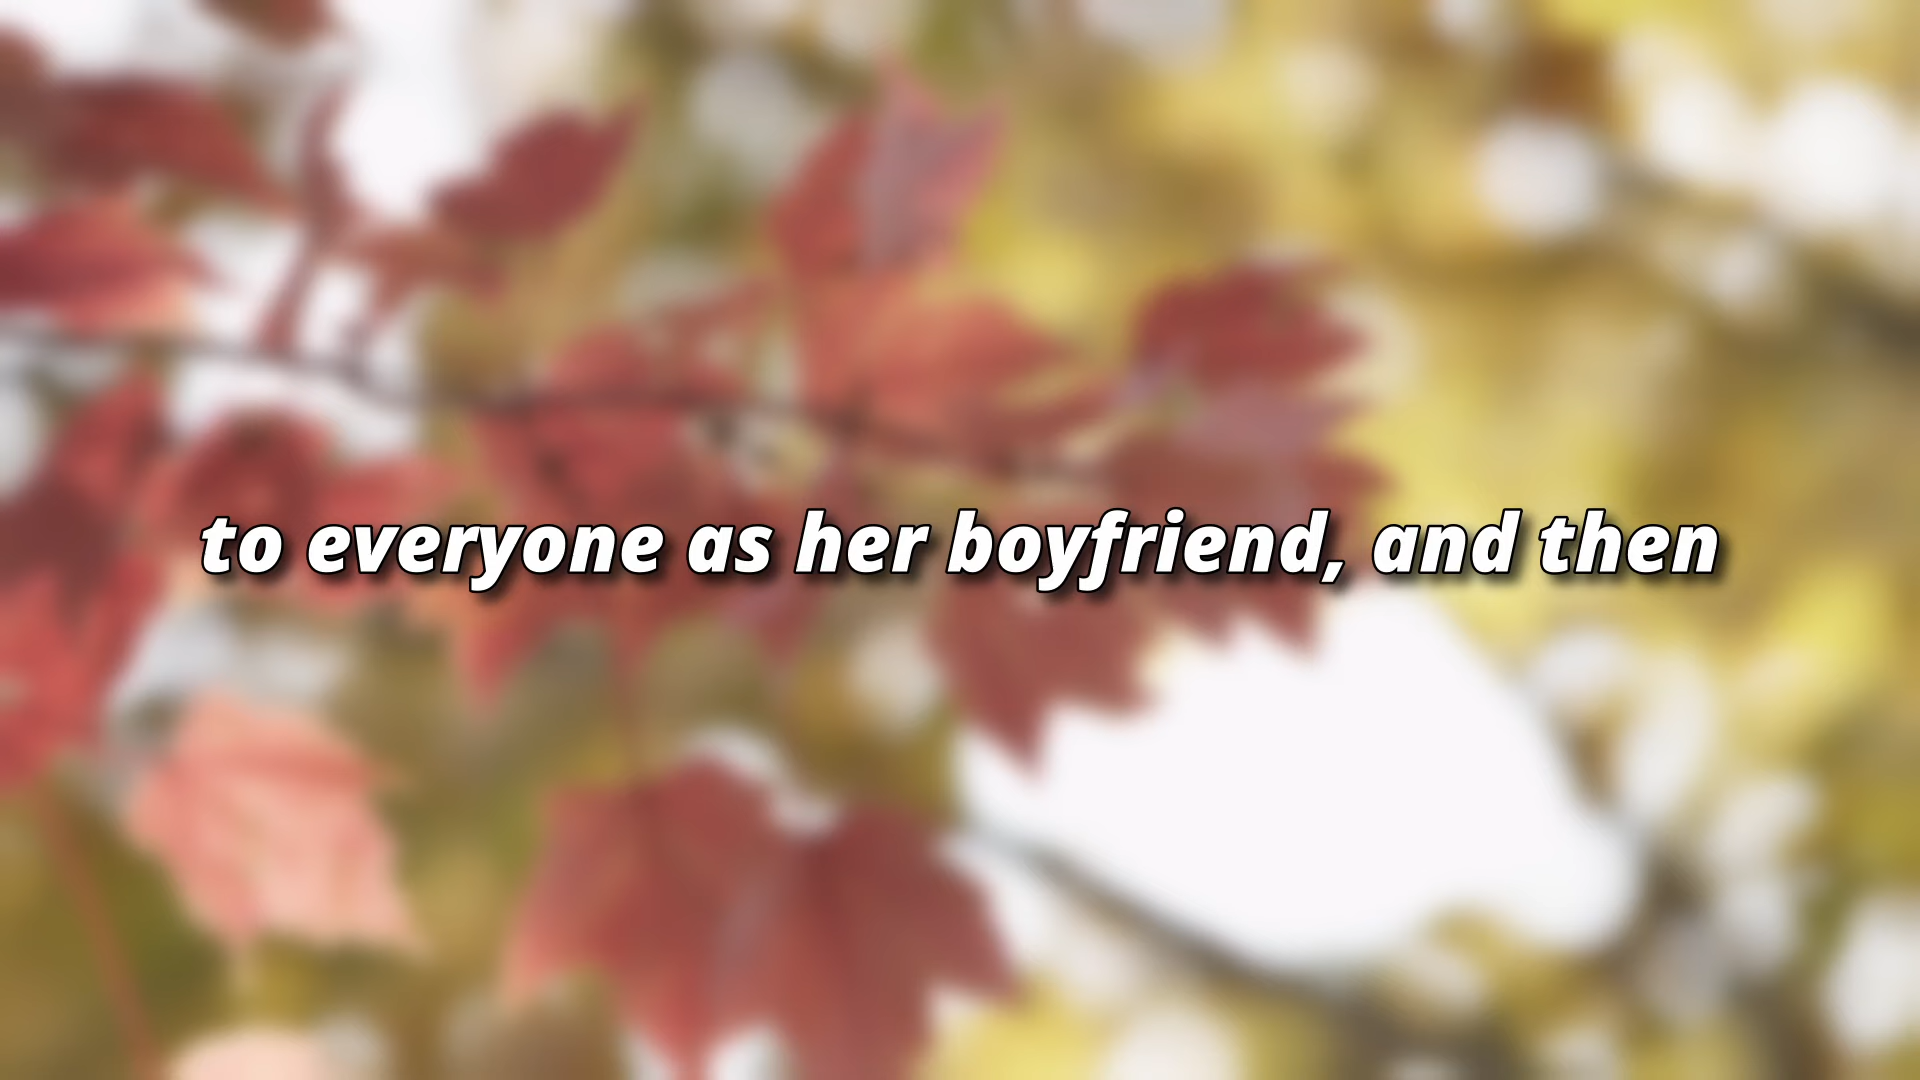 to everyone as her boyfriend, and then